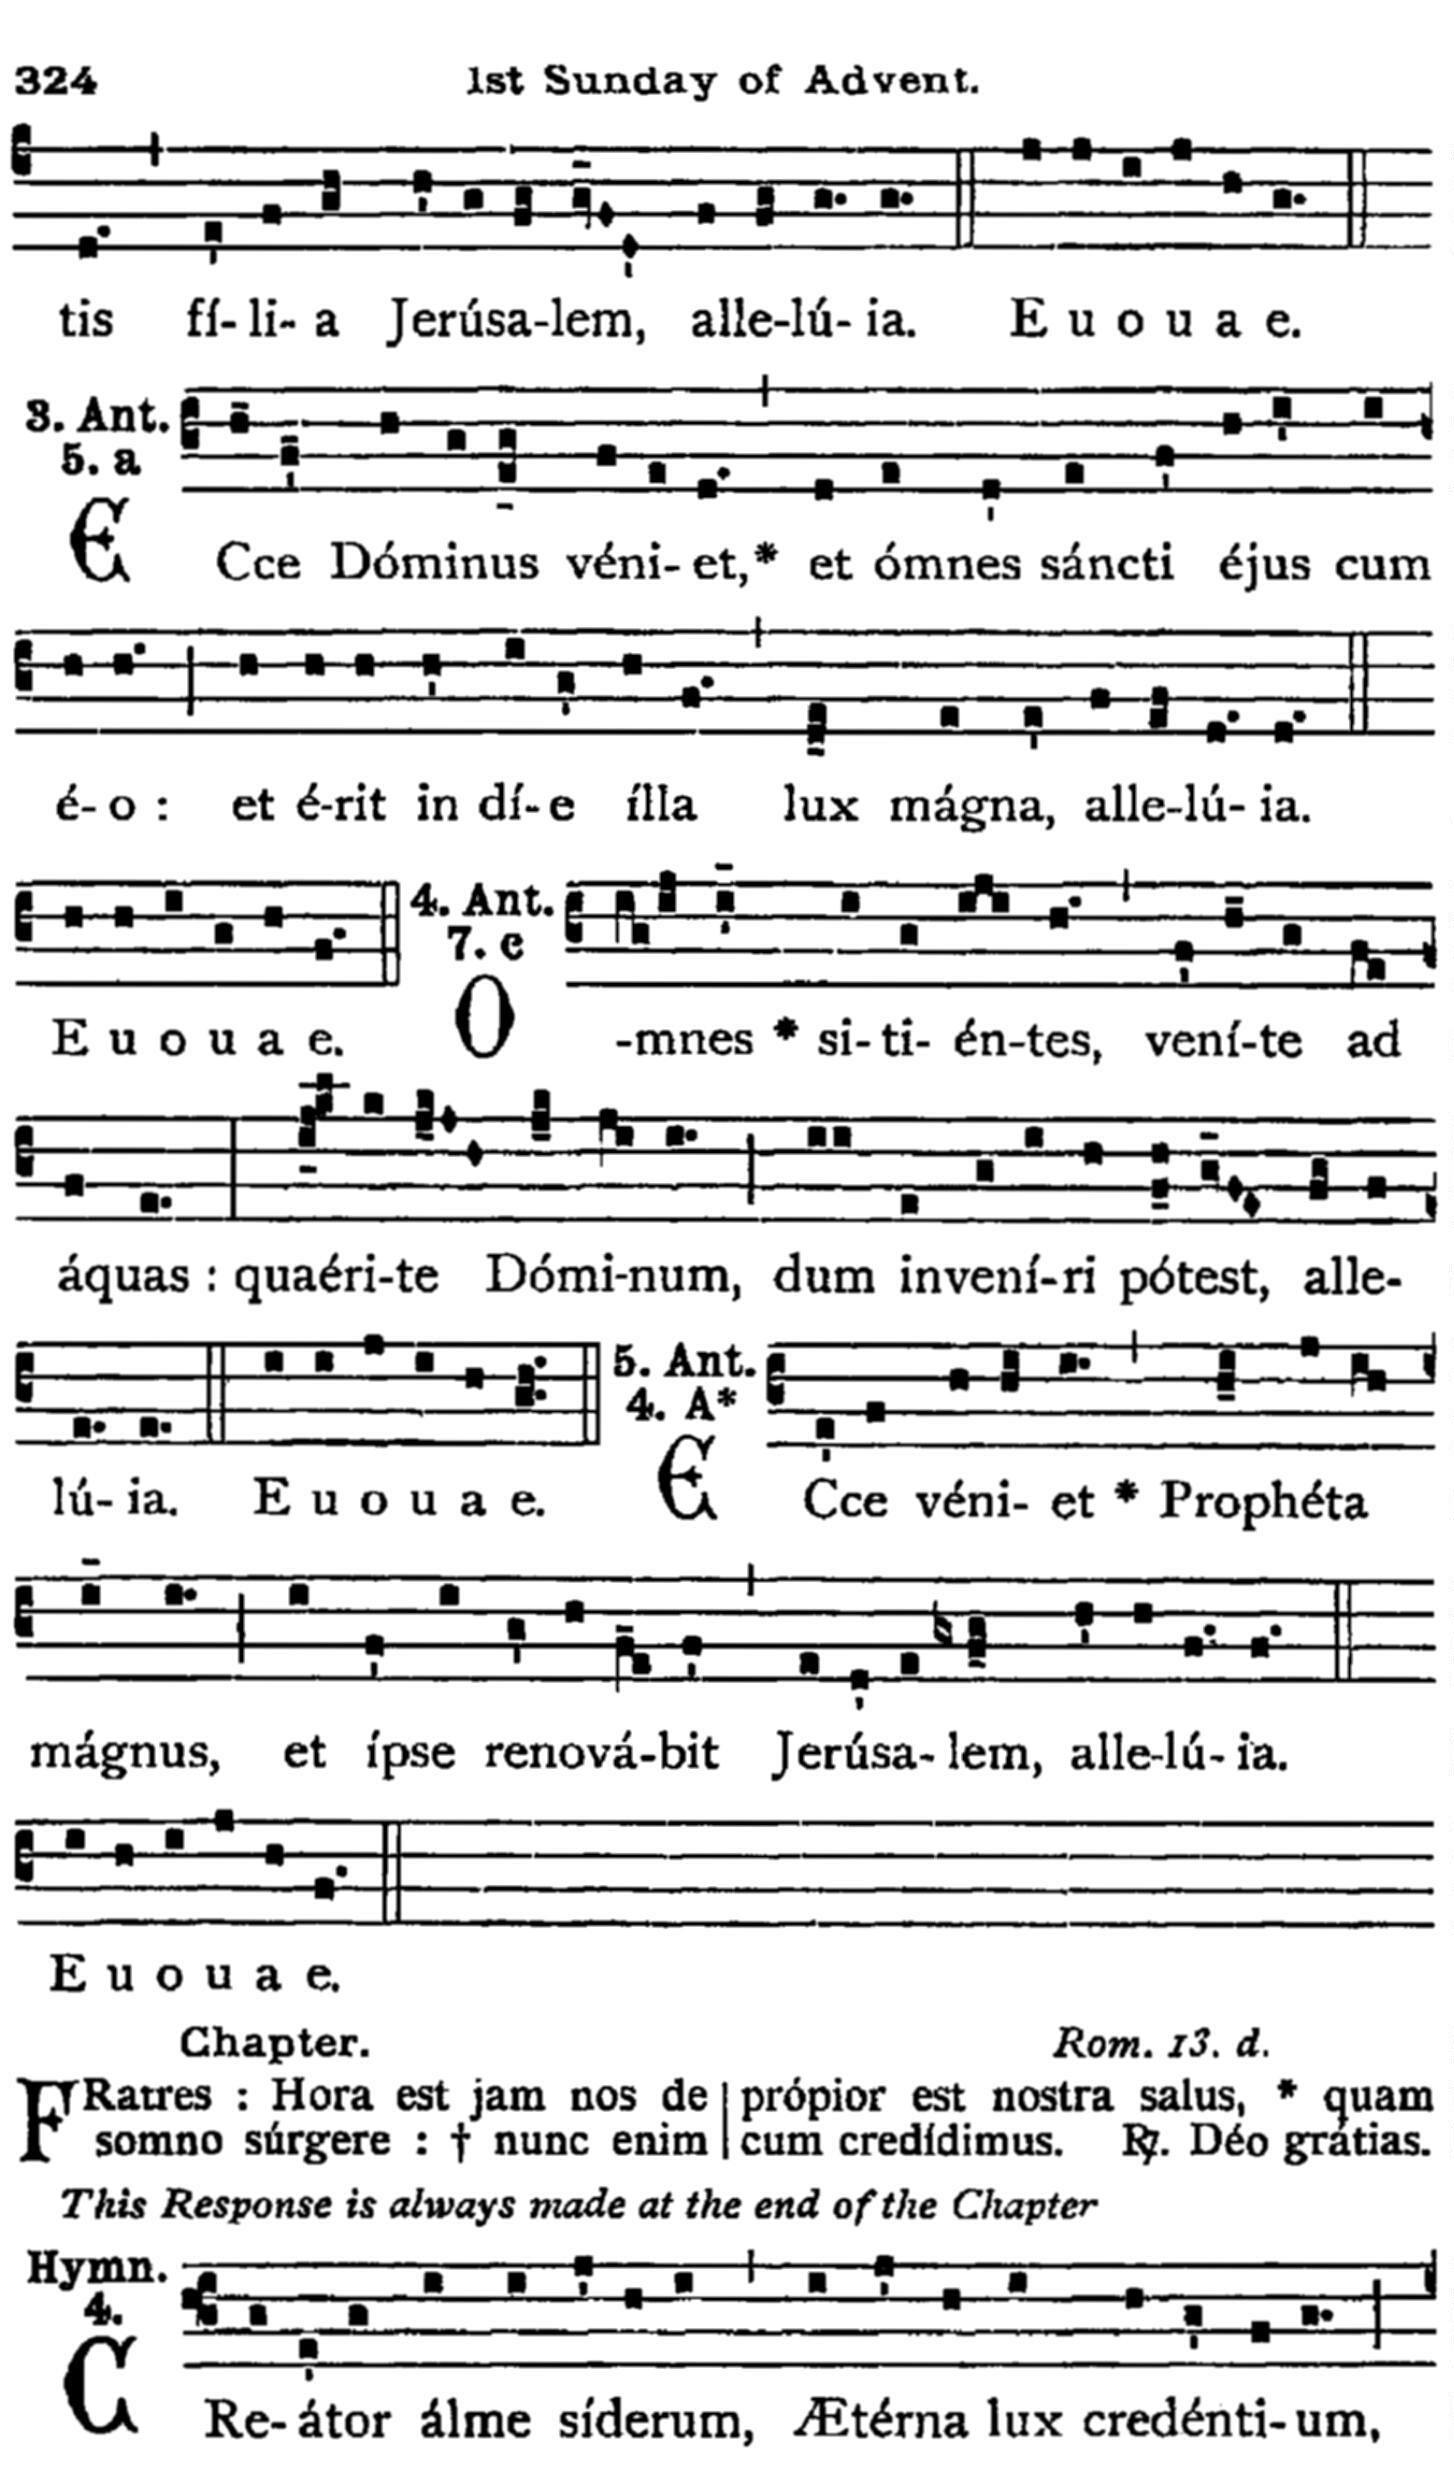 324 1st Sunday of Advent.
tis fí- li- a Jerúsa-lem, alle-lú- ia. E u o u a e.
3. Ant.
5. a
E Cce Dóminus véni- et,* et ómnes sáncti éjus cum
é- o : et é-rit in dí- e ílla lux mágna, alle-lú- ia.
4. Ant.
7. c
E u o u a e. O -mnes * si- ti- én-tes, vení-te ad
áquas : quaéri-te Dómi-num, dum invení-ri pótest, alle-
5. Ant.
4. A*
lú- ia. E u o u a e. E Cce véni- et * Prophéta
mágnus, et ípse renová-bit Jerúsa- lem, alle-lú- ia.
E u o u a e.
Chapter. Rom. 13. d.
FRatres : Hora est jam nos de
somno súrgere : † nunc enim
própior est nostra salus, * quam
cum credídimus. ℟. Déo grátias.
This Response is always made at the end of the Chapter
Hymn.
4.
C Re- átor álme síderum, Ætérna lux credénti- um,